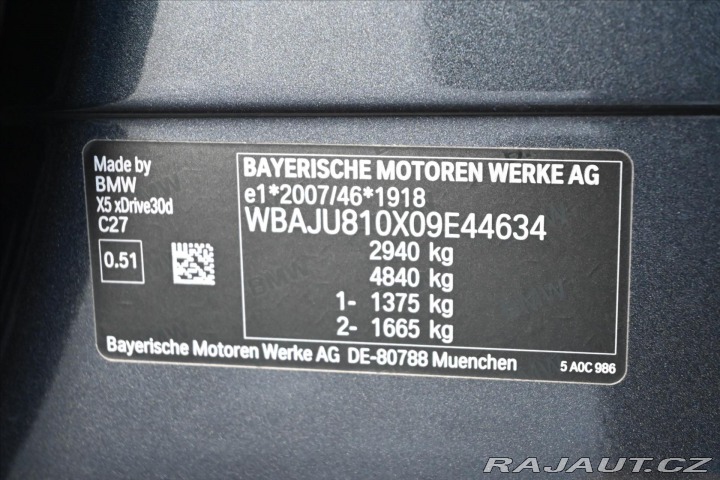 Made by
BMW
X5 xDrive30d
C27
0.51
BAYERISCHE MOTOREN WERKE AG
e1*2007/46*1918
WBAJU810X09E44634
2940 kg
4840 kg
1- 1375 kg
2- 1665 kg
Bayerische Motoren Werke AG DE-80788 Muenchen
5 A0C 986
RAJAUT.CZ